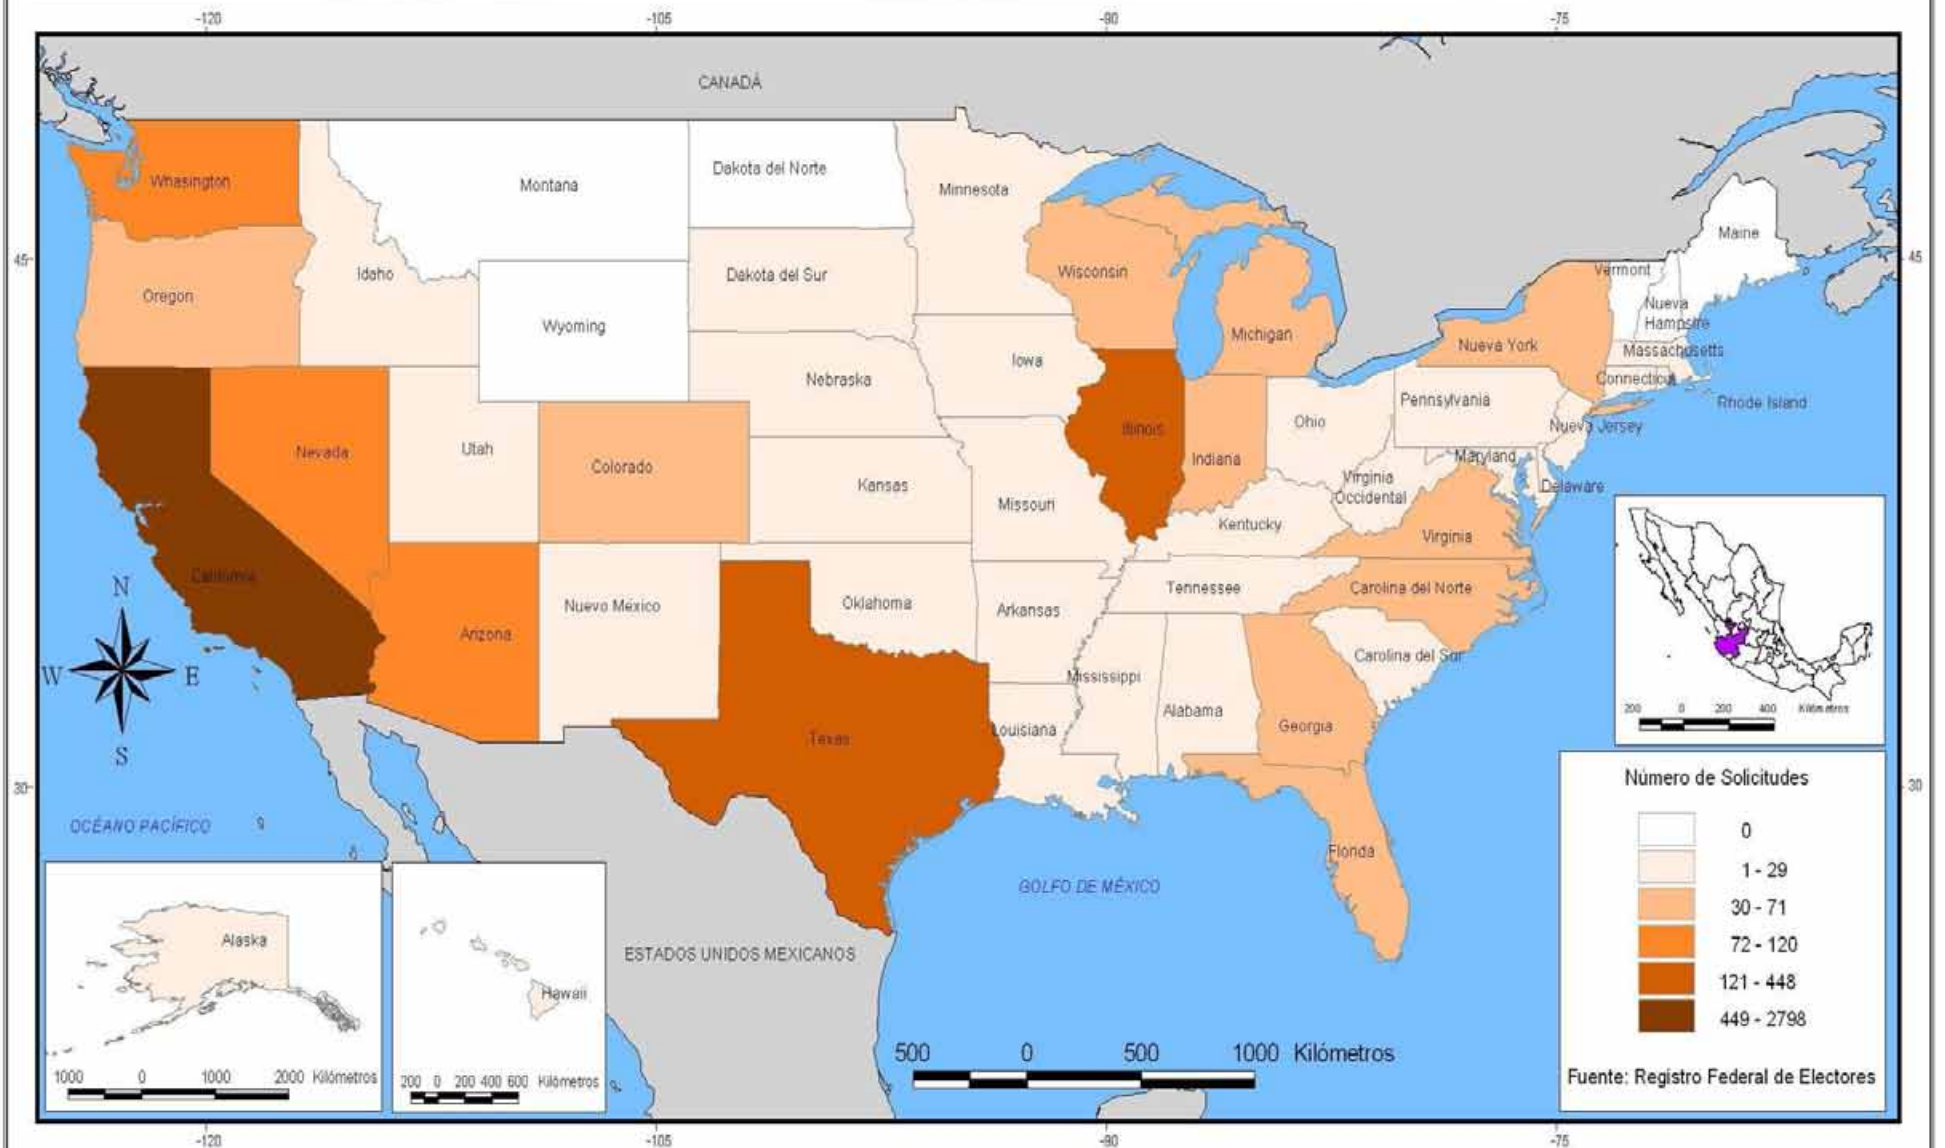 -120 -105 -90 -75
CANADÁ
Whasington
Montana
Dakota del Norte
Minnesota
Maine
45 45
Oregon
Idaho
Wyoming
Dakota del Sur
Wisconsin
Michigan
Nueva York
Vermont
Nueva
Hampsire
Massachusetts
Connecticut
Rhode Island
Nebraska
Iowa
Pennsylvania
Nueva Jersey
Nevada
Utah
Colorado
Kansas
Missouri
Illinois
Indiana
Ohio
Virginia
Occidental
Maryland
Delaware
Kentucky
Virginia
California
Arizona
Nuevo México
Oklahoma
Arkansas
Tennessee
Carolina del Norte
Carolina del Sur
Texas
Louisiana
Mississippi
Alabama
Georgia
Florida
N
W E
S
30 30
OCÉANO PACÍFICO
GOLFO DE MÉXICO
ESTADOS UNIDOS MEXICANOS
Alaska
1000 0 1000 2000 Kilómetros
Hawaii
200 0 200 400 600 Kilómetros
500 0 500 1000 Kilómetros
200 0 200 400 Kilómetros
Número de Solicitudes
0
1 - 29
30 - 71
72 - 120
121 - 448
449 - 2798
Fuente: Registro Federal de Electores
-120 -105 -90 -75